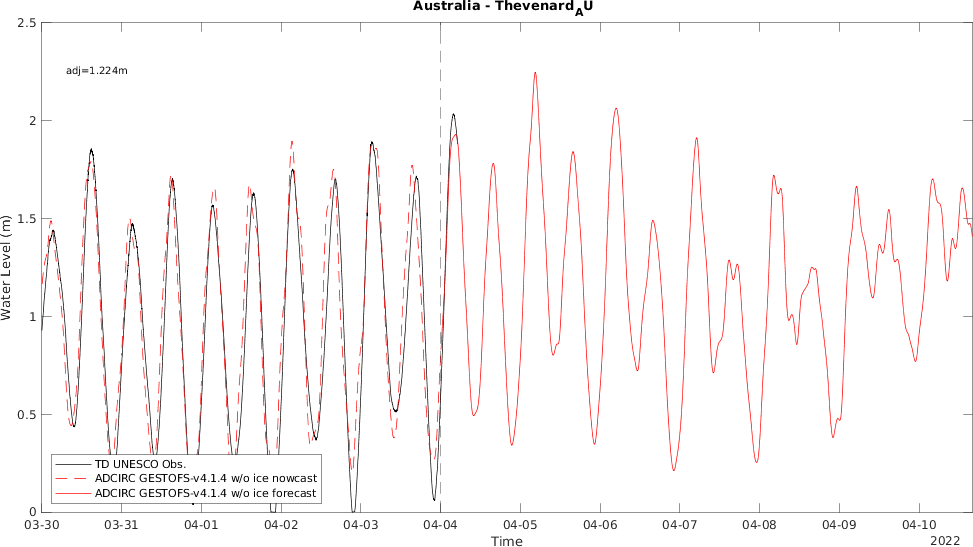 Australia - Thevenard_AU
2.5
adj=1.224m
2
1.5
1
0.5
0
Water Level (m)
TD UNESCO Obs.
ADCIRC GESTOFS-v4.1.4 w/o ice nowcast
ADCIRC GESTOFS-v4.1.4 w/o ice forecast
03-30 03-31 04-01 04-02 04-03 04-04 04-05 04-06 04-07 04-08 04-09 04-10
Time
2022